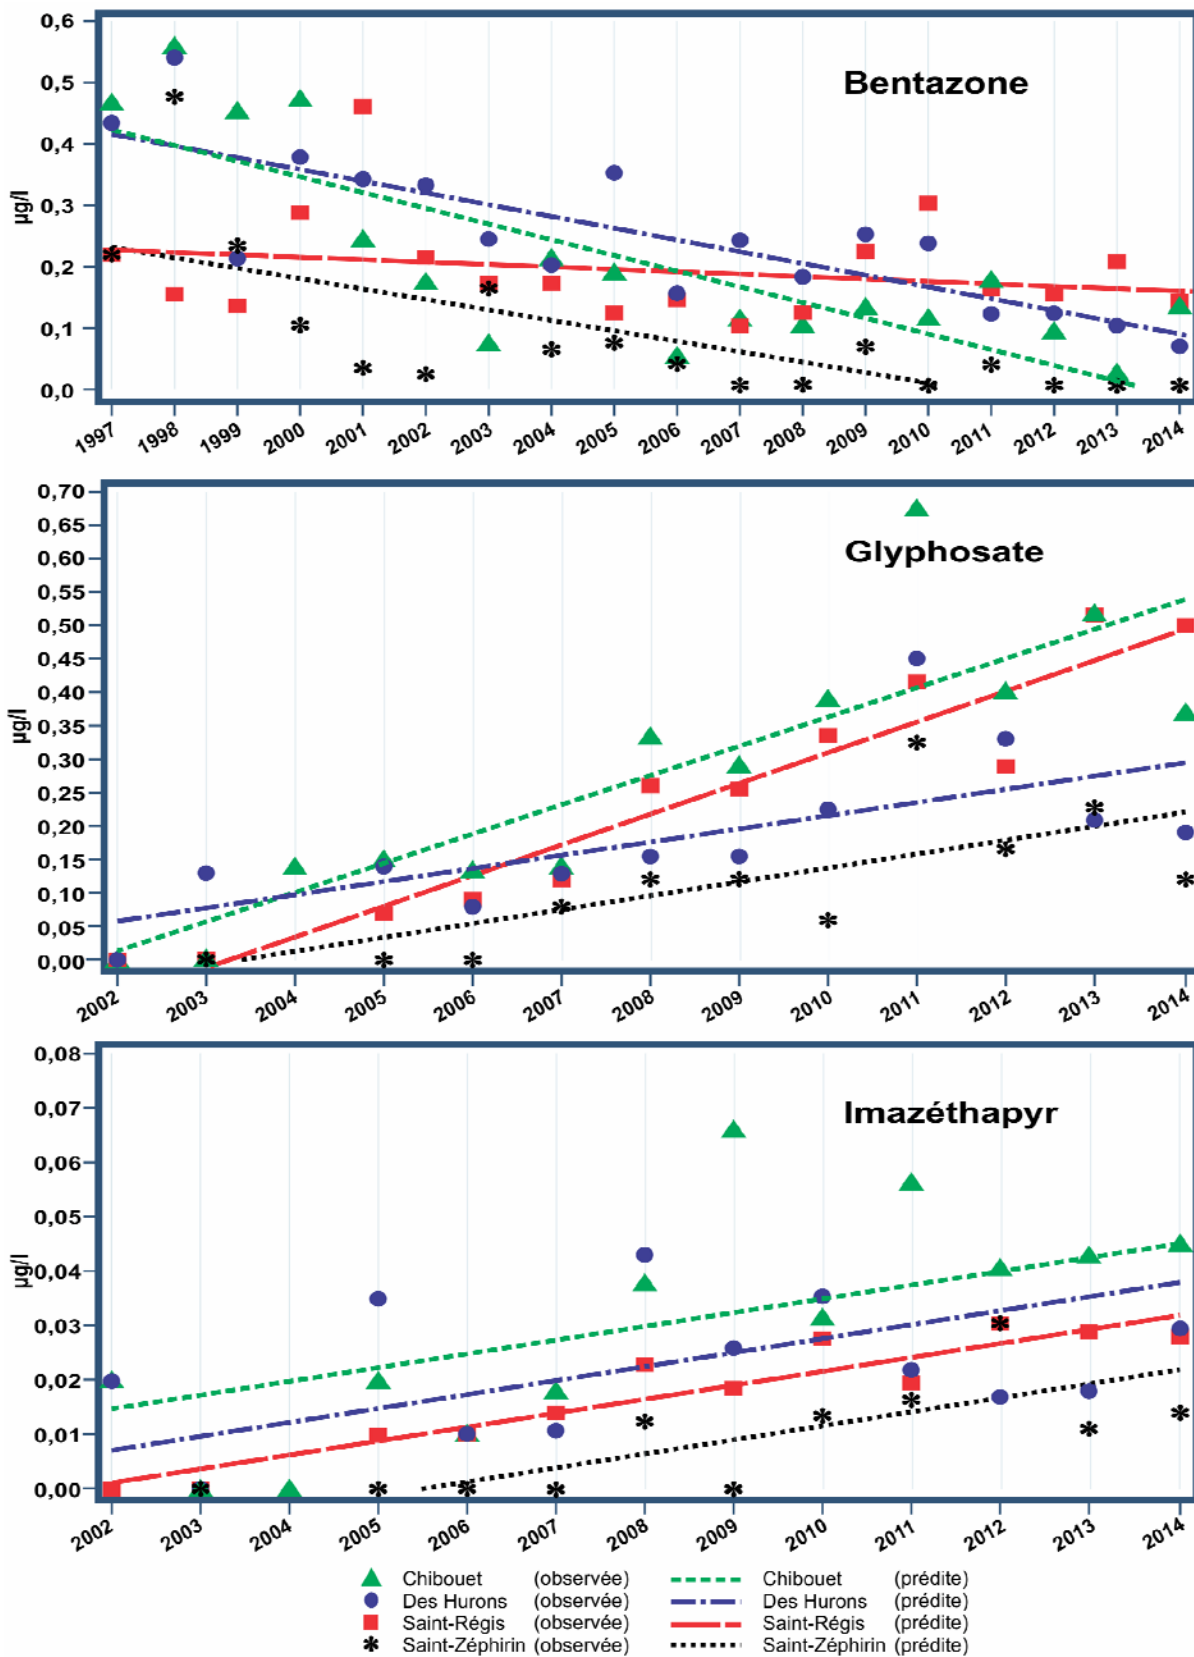 0,6
0,5
0,4
0,3
0,2
0,1
0,0
µg/l
Bentazone
1997 1998 1999 2000 2001 2002 2003 2004 2005 2006 2007 2008 2009 2010 2011 2012 2013 2014
0,70
0,65
0,60
0,55
0,50
0,45
0,40
0,35
0,30
0,25
0,20
0,15
0,10
0,05
0,00
µg/l
Glyphosate
2002 2003 2004 2005 2006 2007 2008 2009 2010 2011 2012 2013 2014
0,08
0,07
0,06
0,05
0,04
0,03
0,02
0,01
0,00
µg/l
Imazéthapyr
2002 2003 2004 2005 2006 2007 2008 2009 2010 2011 2012 2013 2014
Chibouet (observée) Chibouet (prédite)
Des Hurons (observée) Des Hurons (prédite)
Saint-Régis (observée) Saint-Régis (prédite)
Saint-Zéphirin (observée) Saint-Zéphirin (prédite)